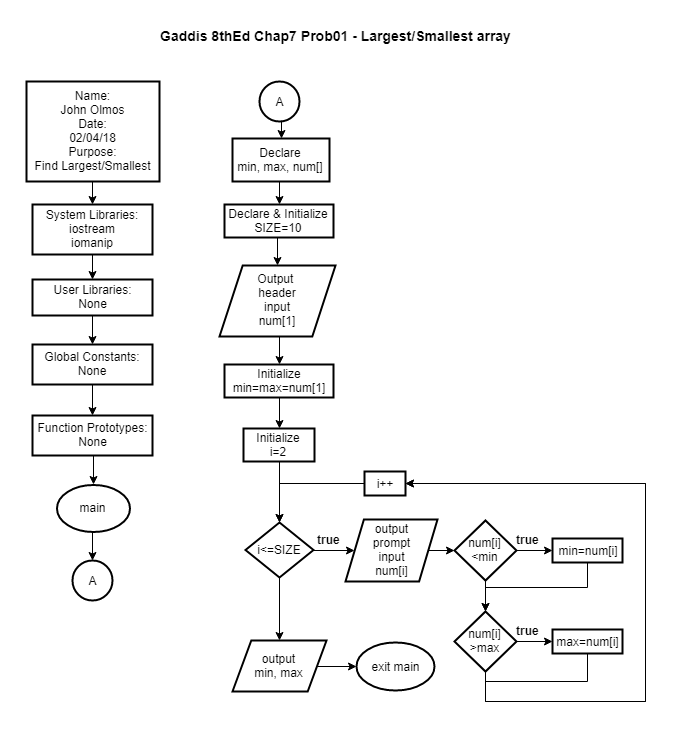 Gaddis 8thEd Chap7 Prob01 - Largest/Smallest array
Name:
John Olmos
Date:
02/04/18
Purpose:
Find Largest/Smallest
System Libraries:
iostream
iomanip
User Libraries:
None
Global Constants:
None
Function Prototypes:
None
main
A
A
Declare
min, max, num[]
Declare & Initialize
SIZE=10
Output
header
input
num[1]
Initialize
min=max=num[1]
Initialize
i=2
i++
i<=SIZE
true
output
prompt
input
num[i]
num[i]
<min
true
min=num[i]
num[i]
>max
true
max=num[i]
output
min, max
exit main